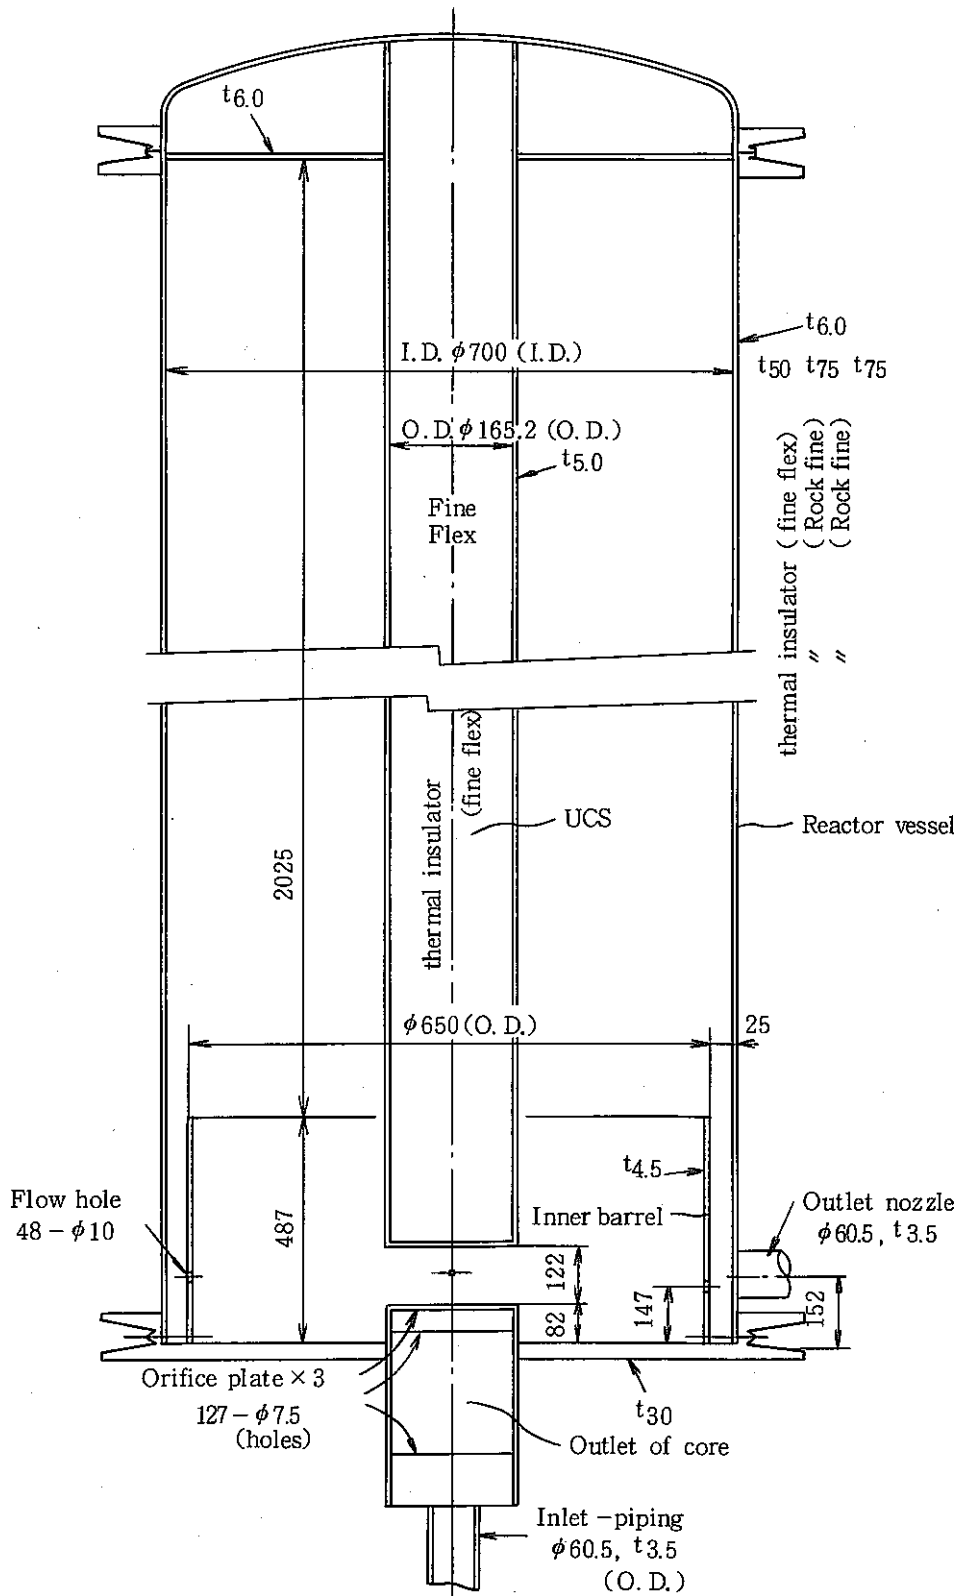 t6.0
t6.0
t50 t75 t75
I.D. ϕ700 (I.D.)
O.D. ϕ165.2 (O.D.)
t5.0
Fine
Flex
thermal insulator (fine flex)
〃 (Rock fine)
〃 (Rock fine)
thermal insulator
(fine flex)
UCS
Reactor vessel
2025
ϕ650 (O.D.)
25
t4.5
Flow hole
48-ϕ10
487
Inner barrel
Outlet nozzle
ϕ60.5, t3.5
122
82
147
152
Orifice plate × 3
127-ϕ7.5
(holes)
t30
Outlet of core
Inlet-piping
ϕ60.5, t3.5
(O.D.)